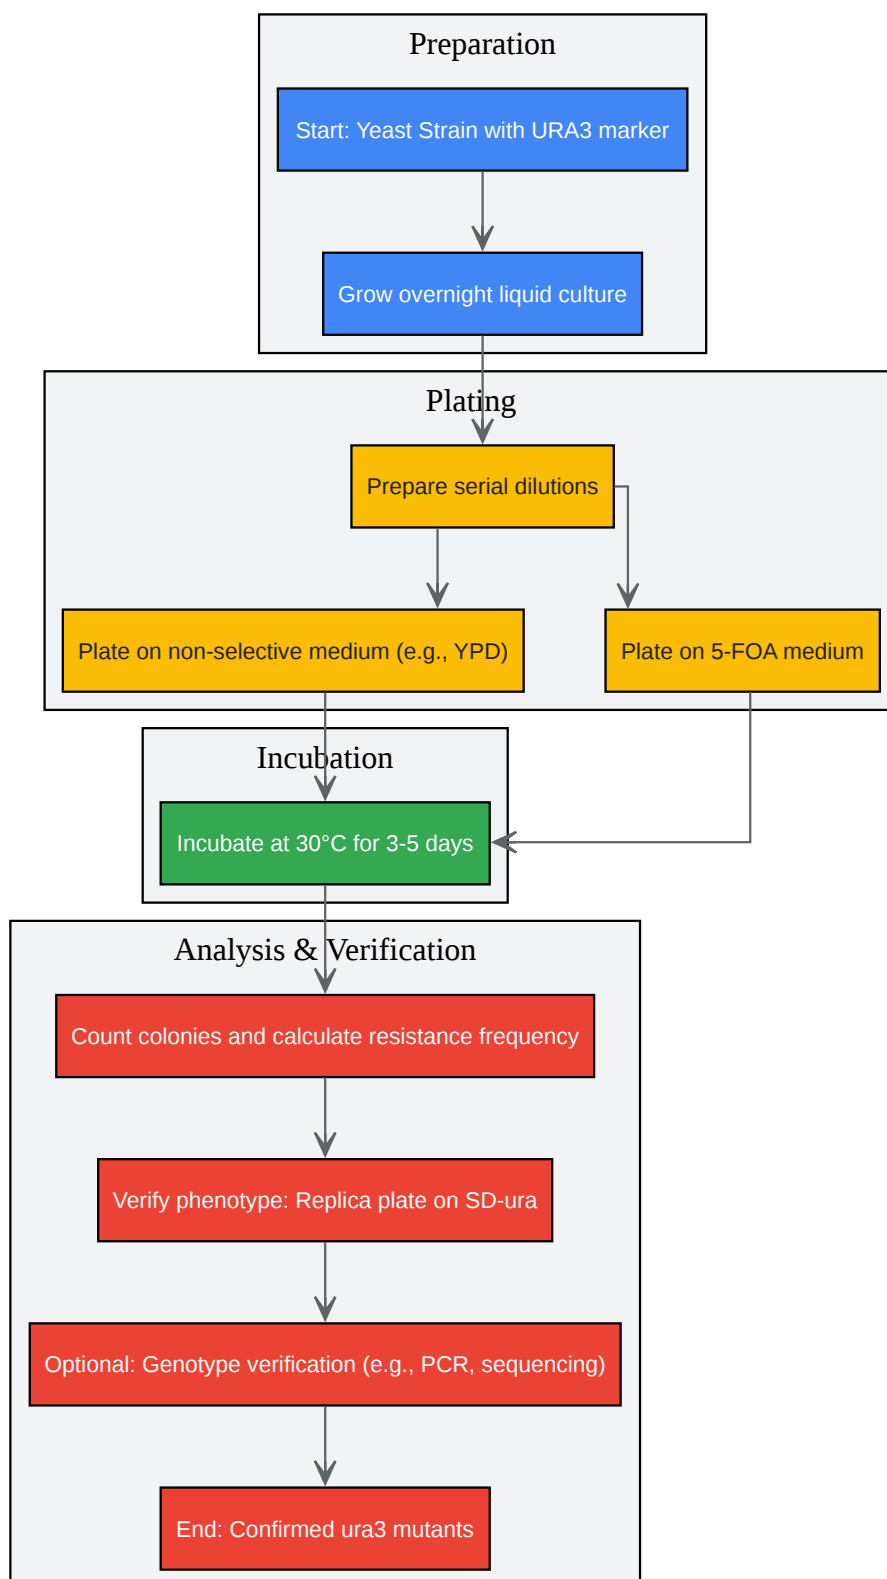 Preparation
Start: Yeast Strain with URA3 marker
Grow overnight liquid culture
Plating
Prepare serial dilutions
Plate on non-selective medium (e.g., YPD)
Plate on 5-FOA medium
Incubation
Incubate at 30°C for 3-5 days
Analysis & Verification
Count colonies and calculate resistance frequency
Verify phenotype: Replica plate on SD-ura
Optional: Genotype verification (e.g., PCR, sequencing)
End: Confirmed ura3 mutants